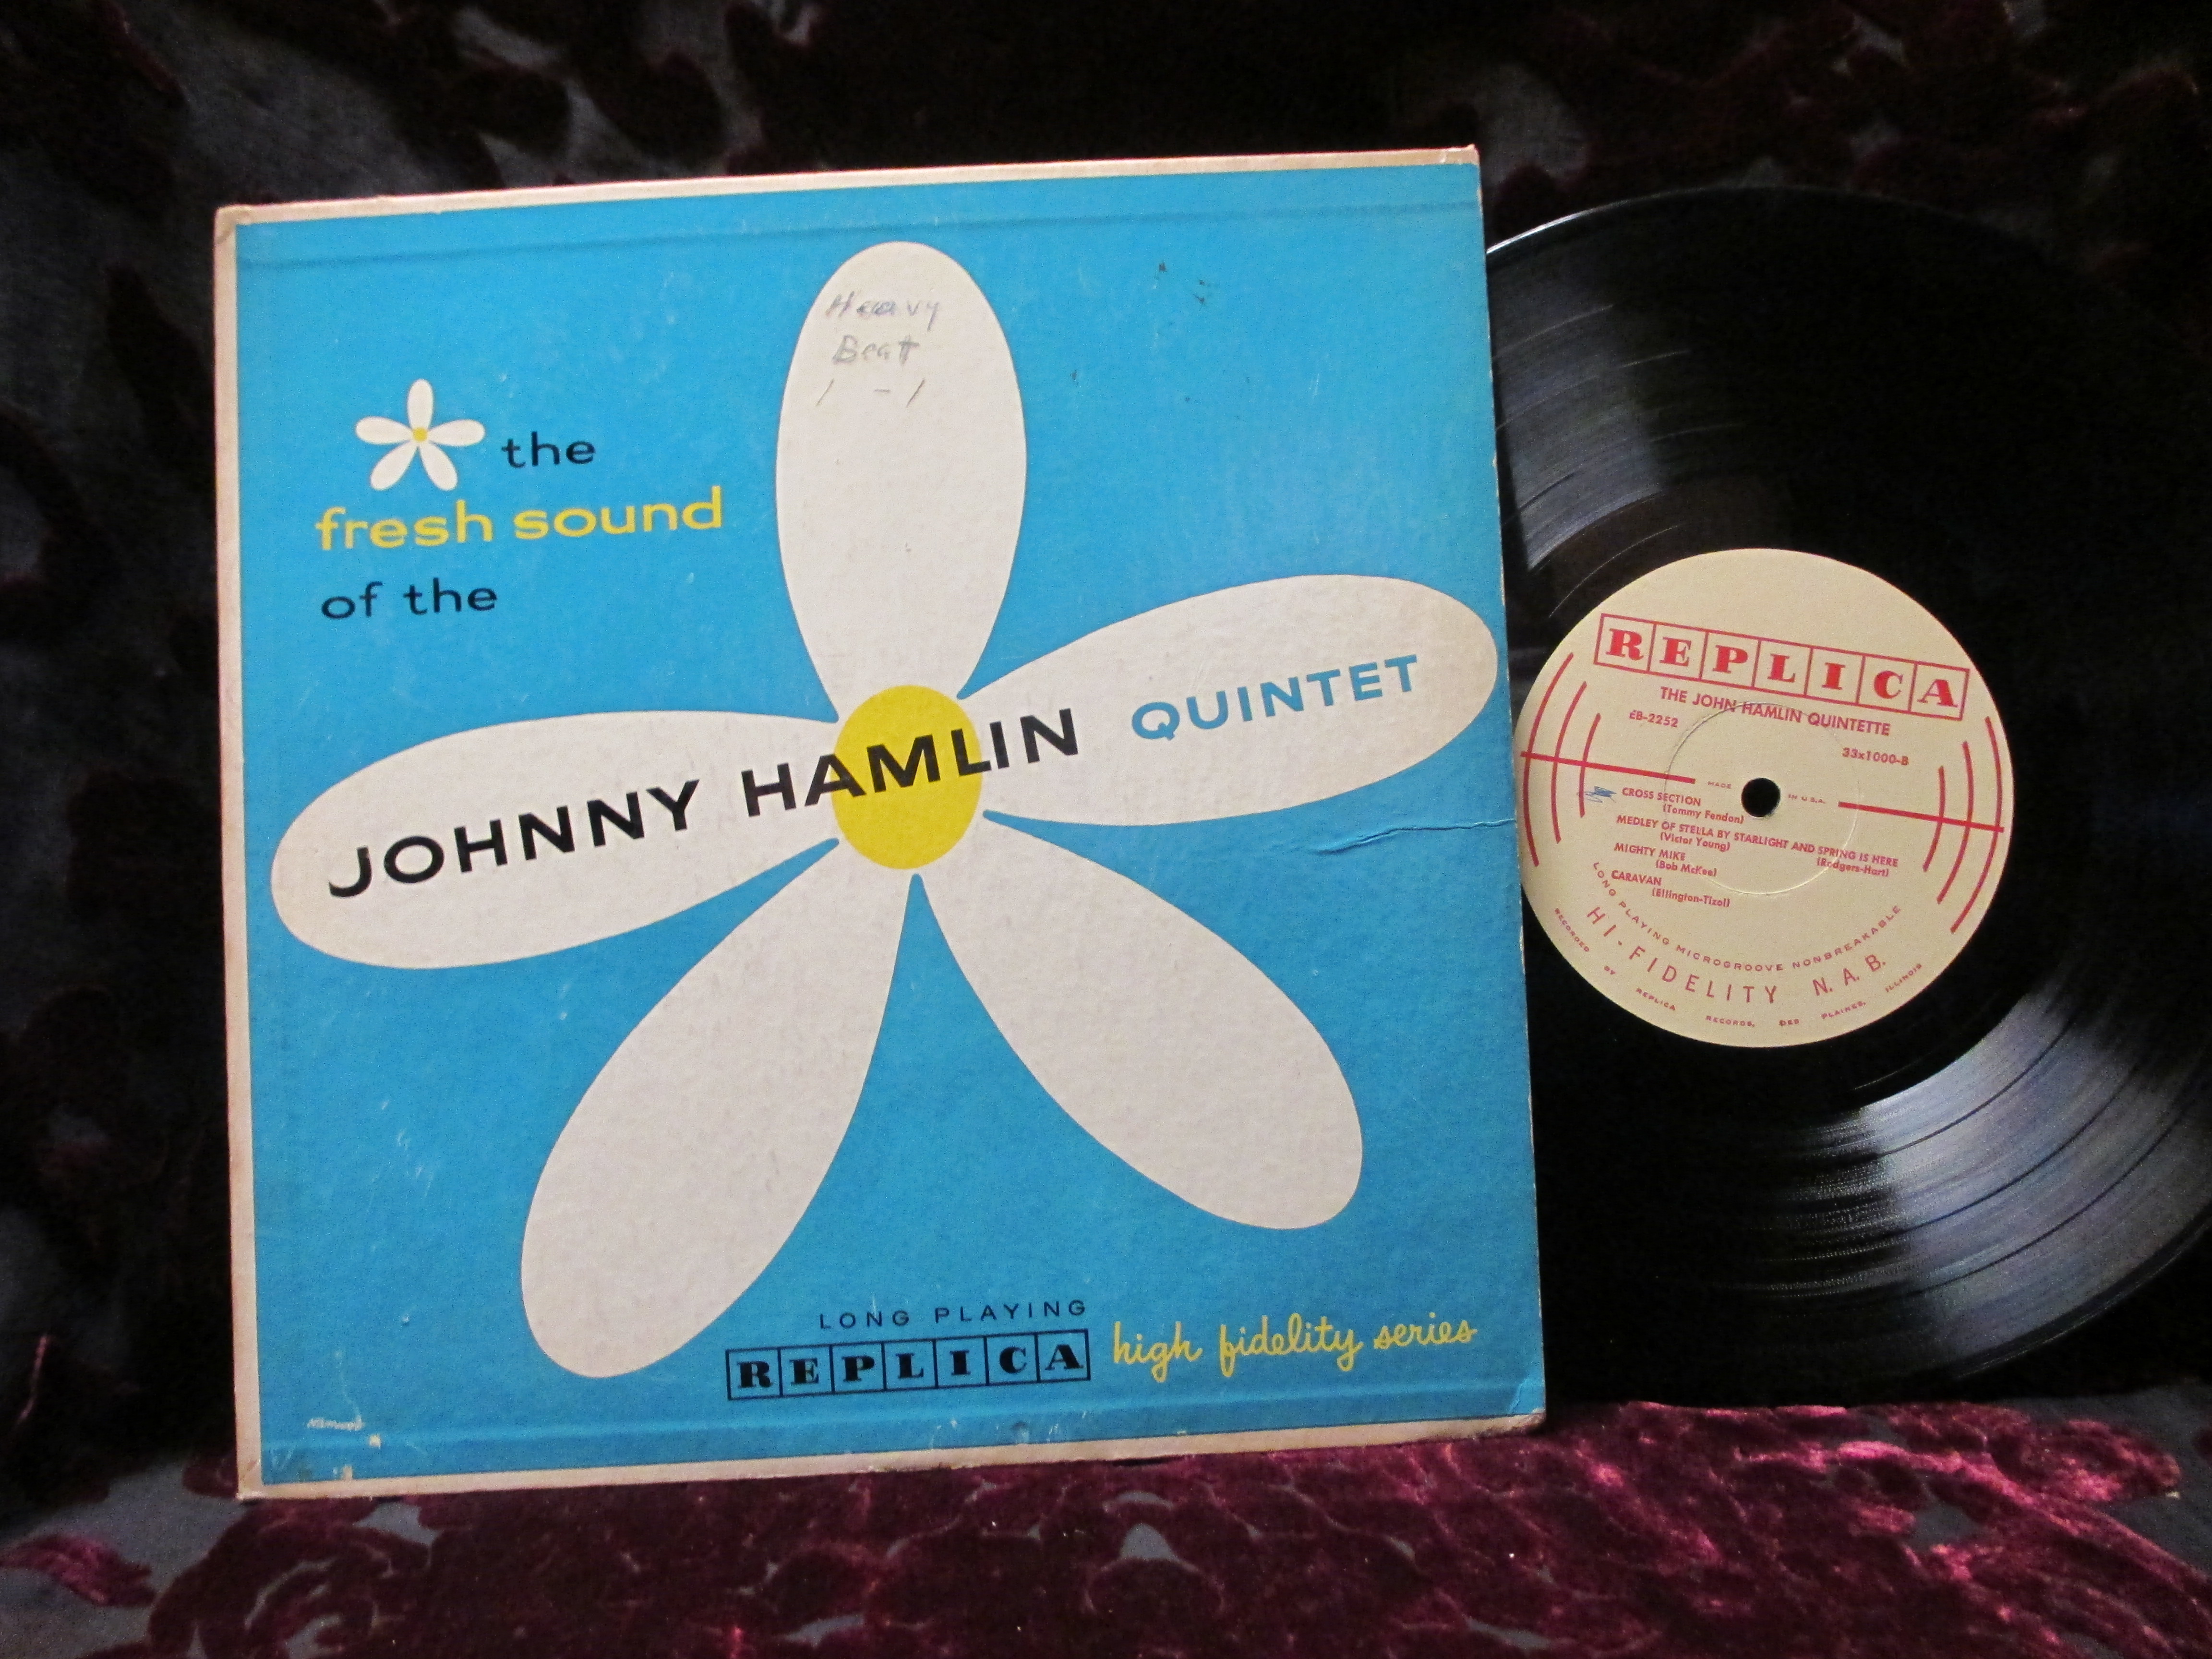 Heavy
Beat
/ - /
the
fresh sound
of the
JOHNNY HAMLIN QUINTET
LONG PLAYING
REPLICA high fidelity series
REPLICA
THE JOHN HAMLIN QUINTETTE
EB-2252
33x1000-B
MADE IN U.S.A.
CROSS SECTION
(Tommy Fendon)
MEDLEY OF STELLA BY STARLIGHT AND SPRING IS HERE
(Victor Young) (Rodgers-Hart)
MIGHTY MIKE
(Bob McKee)
CARAVAN
(Ellington-Tizol)
LONG PLAYING MICROGROOVE NONBREAKABLE
HI-FIDELITY N.A.B.
RECORDED BY REPLICA RECORDS, DES PLAINES, ILLINOIS